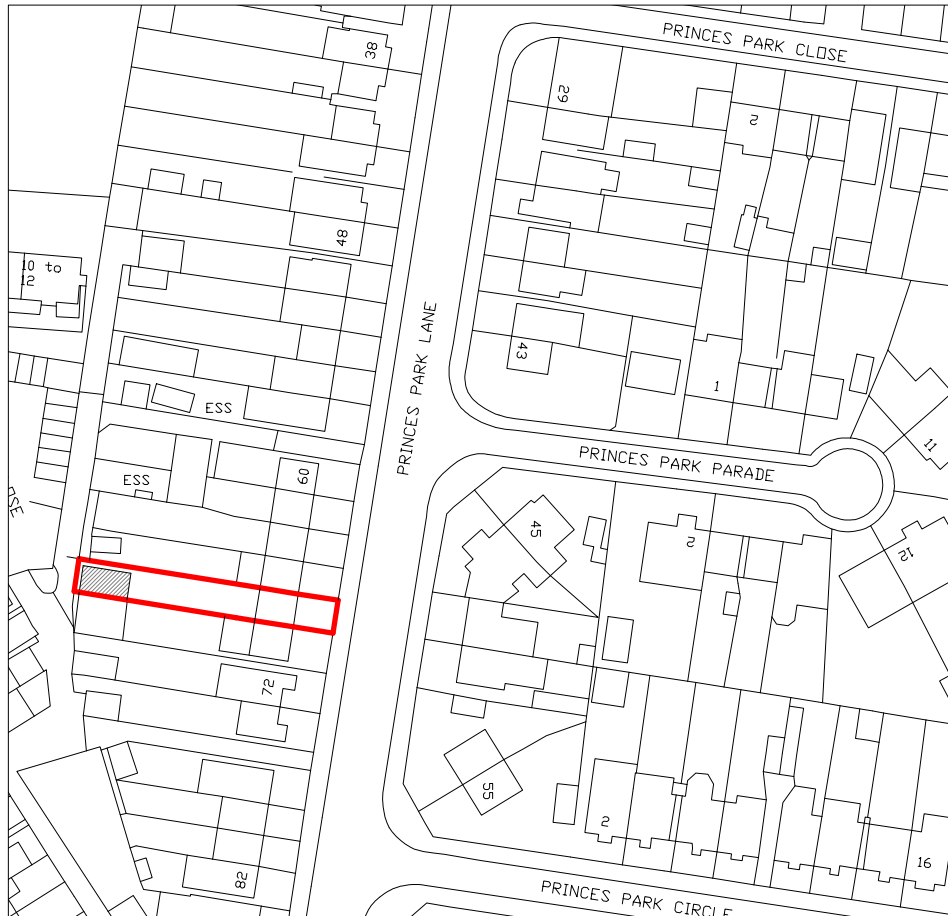 PRINCES PARK CLOSE
38
29
2
48
10 to
12
PRINCES PARK LANE
43
1
ESS
11
PRINCES PARK PARADE
60
ESS
OSE
45
2
12
72
55
2
16
82
PRINCES PARK CIRCLE